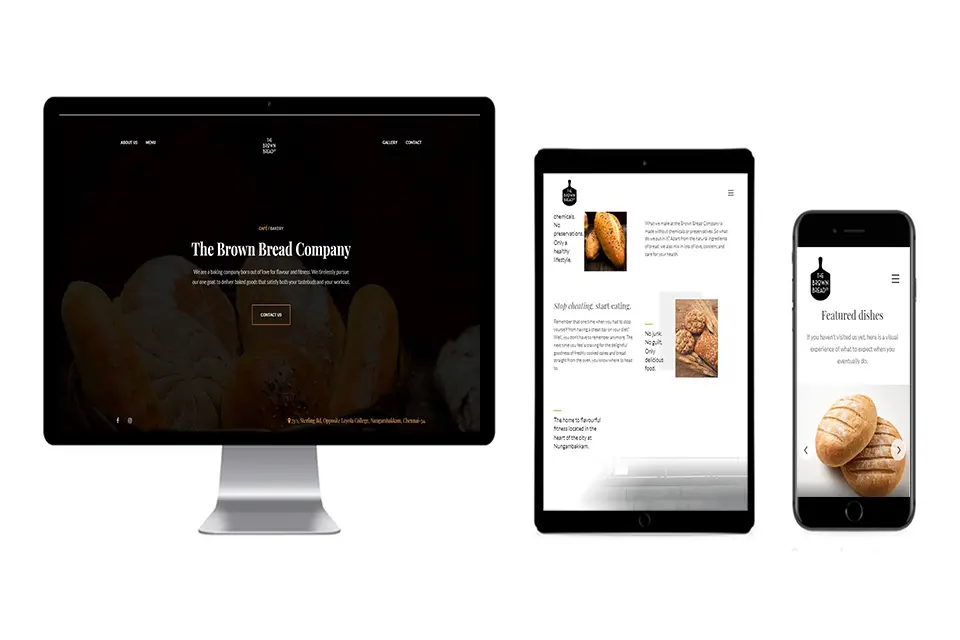 ABOUT US MENU
THE
BROWN
BREAD
GALLERY CONTACT
CAFÉ / BAKERY
The Brown Bread Company
We are a baking company born out of love for flavour and fitness. We tirelessly pursue
our one goal: to deliver baked goods that satisfy both your tastebuds and your workout.
CONTACT US
Sterling Rd, Opposite Loyola College, Nungambakkam, Chennai-34
THE
BROWN
BREAD
chemicals.
No
preservations.
Only a
healthy
lifestyle.
What we make at the Brown Bread Company is
made without chemicals or preservatives. So what
do we put in it? Apart from the natural ingredients
of bread, we also mix in lots of love, concern, and
care for your health.
Stop cheating, start eating.
Remember that one time when you had to stop
yourself from having a cheat day on your diet?
Well, you don't have to remember anymore. The
next time you feel a craving for the delightful
goodness of freshly cooked cakes and bread
straight from the oven, you know where to head
to.
No junk.
No guilt.
Only
delicious
food.
The home to flavourful
fitness located in the
heart of the city at
Nungambakkam.
THE
BROWN
BREAD
Featured dishes
If you haven't visited us yet, here is a visual
experience of what to expect when you
eventually do.